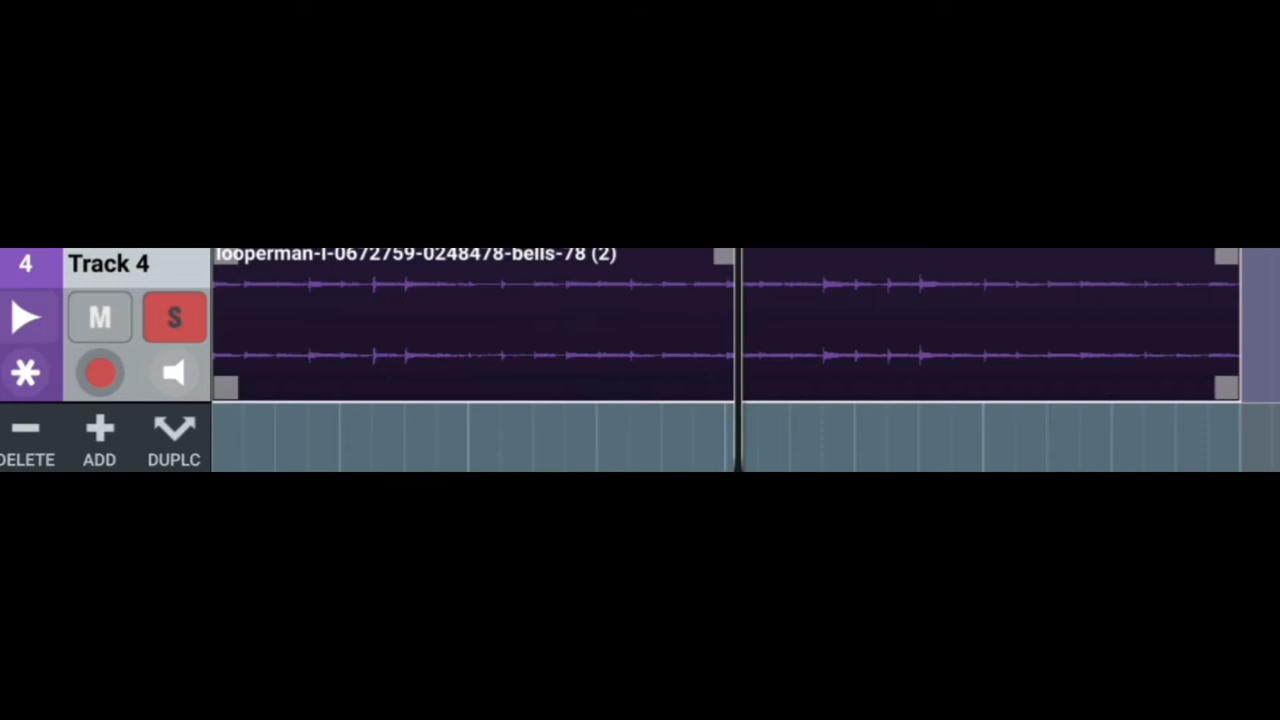 4 Track 4
looperman-l-0672759-0248478-bells-78 (2)
M S
DELETE ADD DUPLC